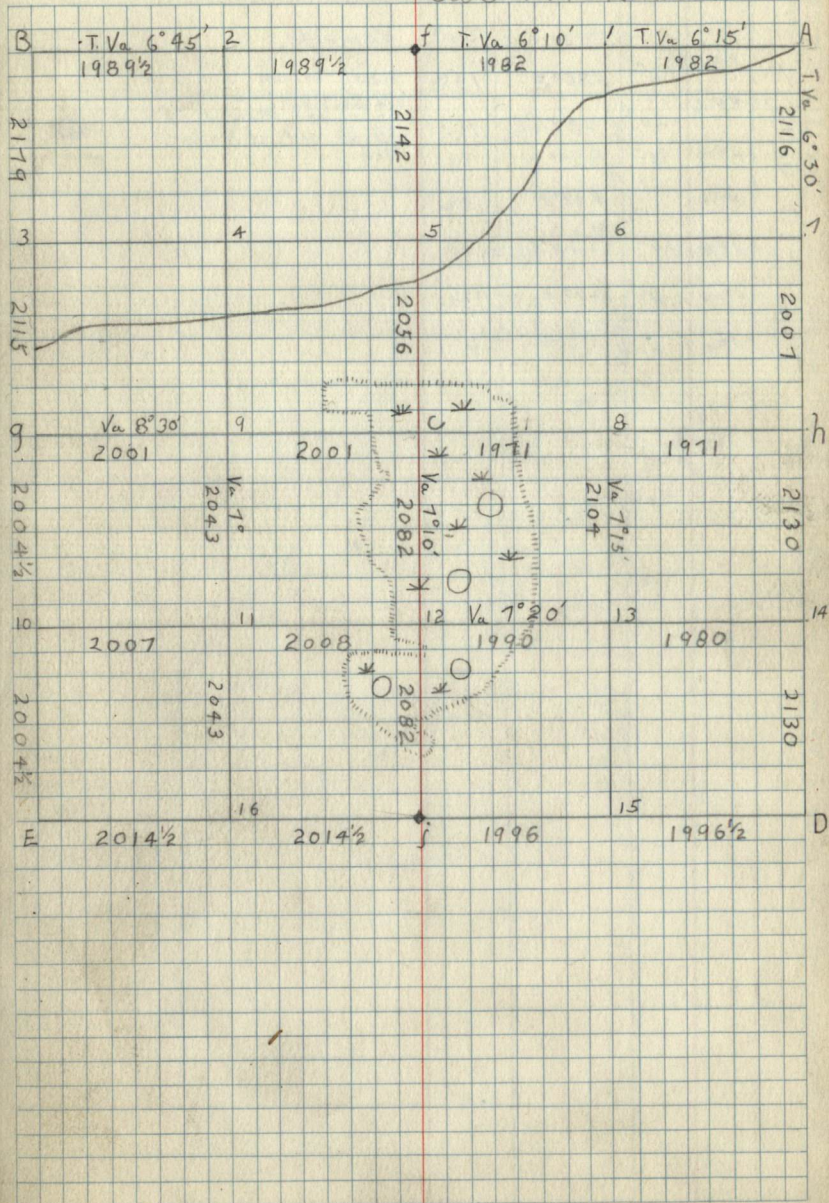 B T. Va 6°45' 2 f T. Va 6°10' 1 T. Va 6°15' A
1989½ 1989½ 1982 1982
T. Va 6°30'
2179 2142 2116
3 4 5 6 7
2115 2056 2007
g Va 8°30' 9 c 8 h
2001 2001 1971 1971
2004½ Va 7° 2043 Va 7°10' 2082 Va 7°15' 2104 2130
10 11 12 Va 7°20' 13 14
2007 2008 1990 1980
2004½ 2043 2082 2130
E 16 j 15 D
2014½ 2014½ 1996 1996½